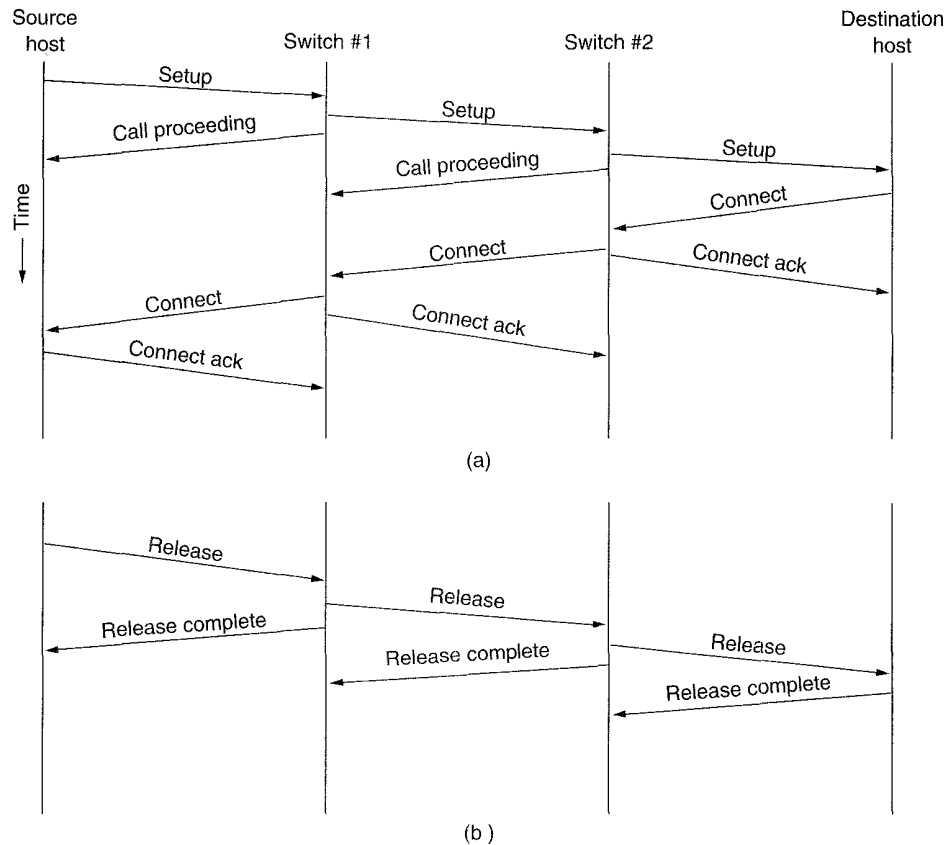 Source
host
Switch #1
Switch #2
Destination
host
Setup
Setup
Call proceeding
Setup
Call proceeding
Connect
Time
Connect
Connect ack
Connect
Connect ack
Connect ack
(a)
Release
Release
Release complete
Release
Release complete
Release complete
(b )